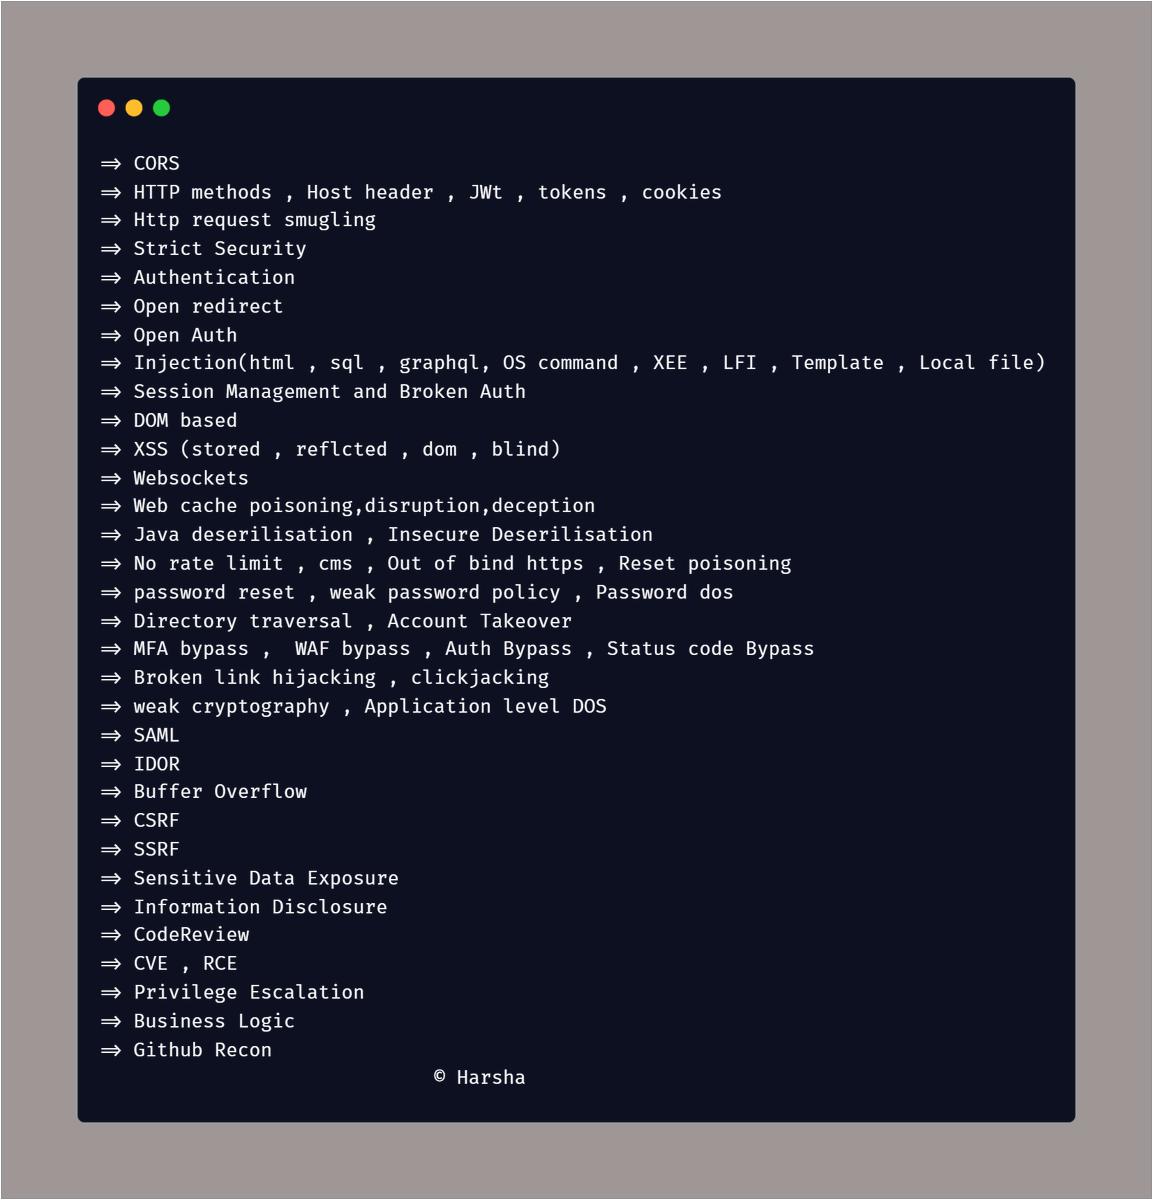 ⇒ CORS
⇒ HTTP methods , Host header , JWt , tokens , cookies
⇒ Http request smugling
⇒ Strict Security
⇒ Authentication
⇒ Open redirect
⇒ Open Auth
⇒ Injection(html , sql , graphql, OS command , XEE , LFI , Template , Local file)
⇒ Session Management and Broken Auth
⇒ DOM based
⇒ XSS (stored , reflcted , dom , blind)
⇒ Websockets
⇒ Web cache poisoning,disruption,deception
⇒ Java deserilisation , Insecure Deserilisation
⇒ No rate limit , cms , Out of bind https , Reset poisoning
⇒ password reset , weak password policy , Password dos
⇒ Directory traversal , Account Takeover
⇒ MFA bypass ,  WAF bypass , Auth Bypass , Status code Bypass
⇒ Broken link hijacking , clickjacking
⇒ weak cryptography , Application level DOS
⇒ SAML
⇒ IDOR
⇒ Buffer Overflow
⇒ CSRF
⇒ SSRF
⇒ Sensitive Data Exposure
⇒ Information Disclosure
⇒ CodeReview
⇒ CVE , RCE
⇒ Privilege Escalation
⇒ Business Logic
⇒ Github Recon
© Harsha